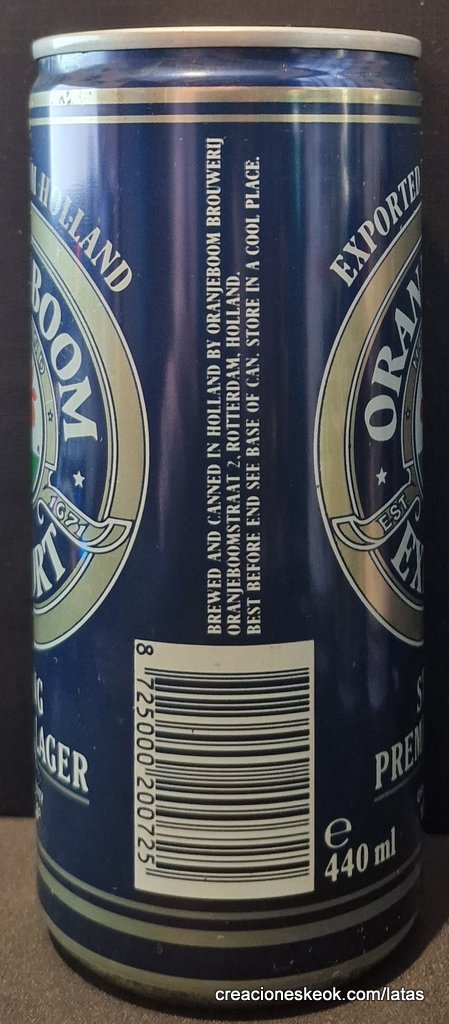 M HOLLAND
BOOM
1671
RT
G
LAGER
BREWED AND CANNED IN HOLLAND BY ORANJEBOOM BROUWERIJ
ORANJEBOOMSTRAAT 2, ROTTERDAM, HOLLAND.
BEST BEFORE END SEE BASE OF CAN. STORE IN A COOL PLACE.
8 725000 200725
EXPORTED
ORAN
EST
EX
S
PREM
e
440 ml
creacioneskeok.com/latas